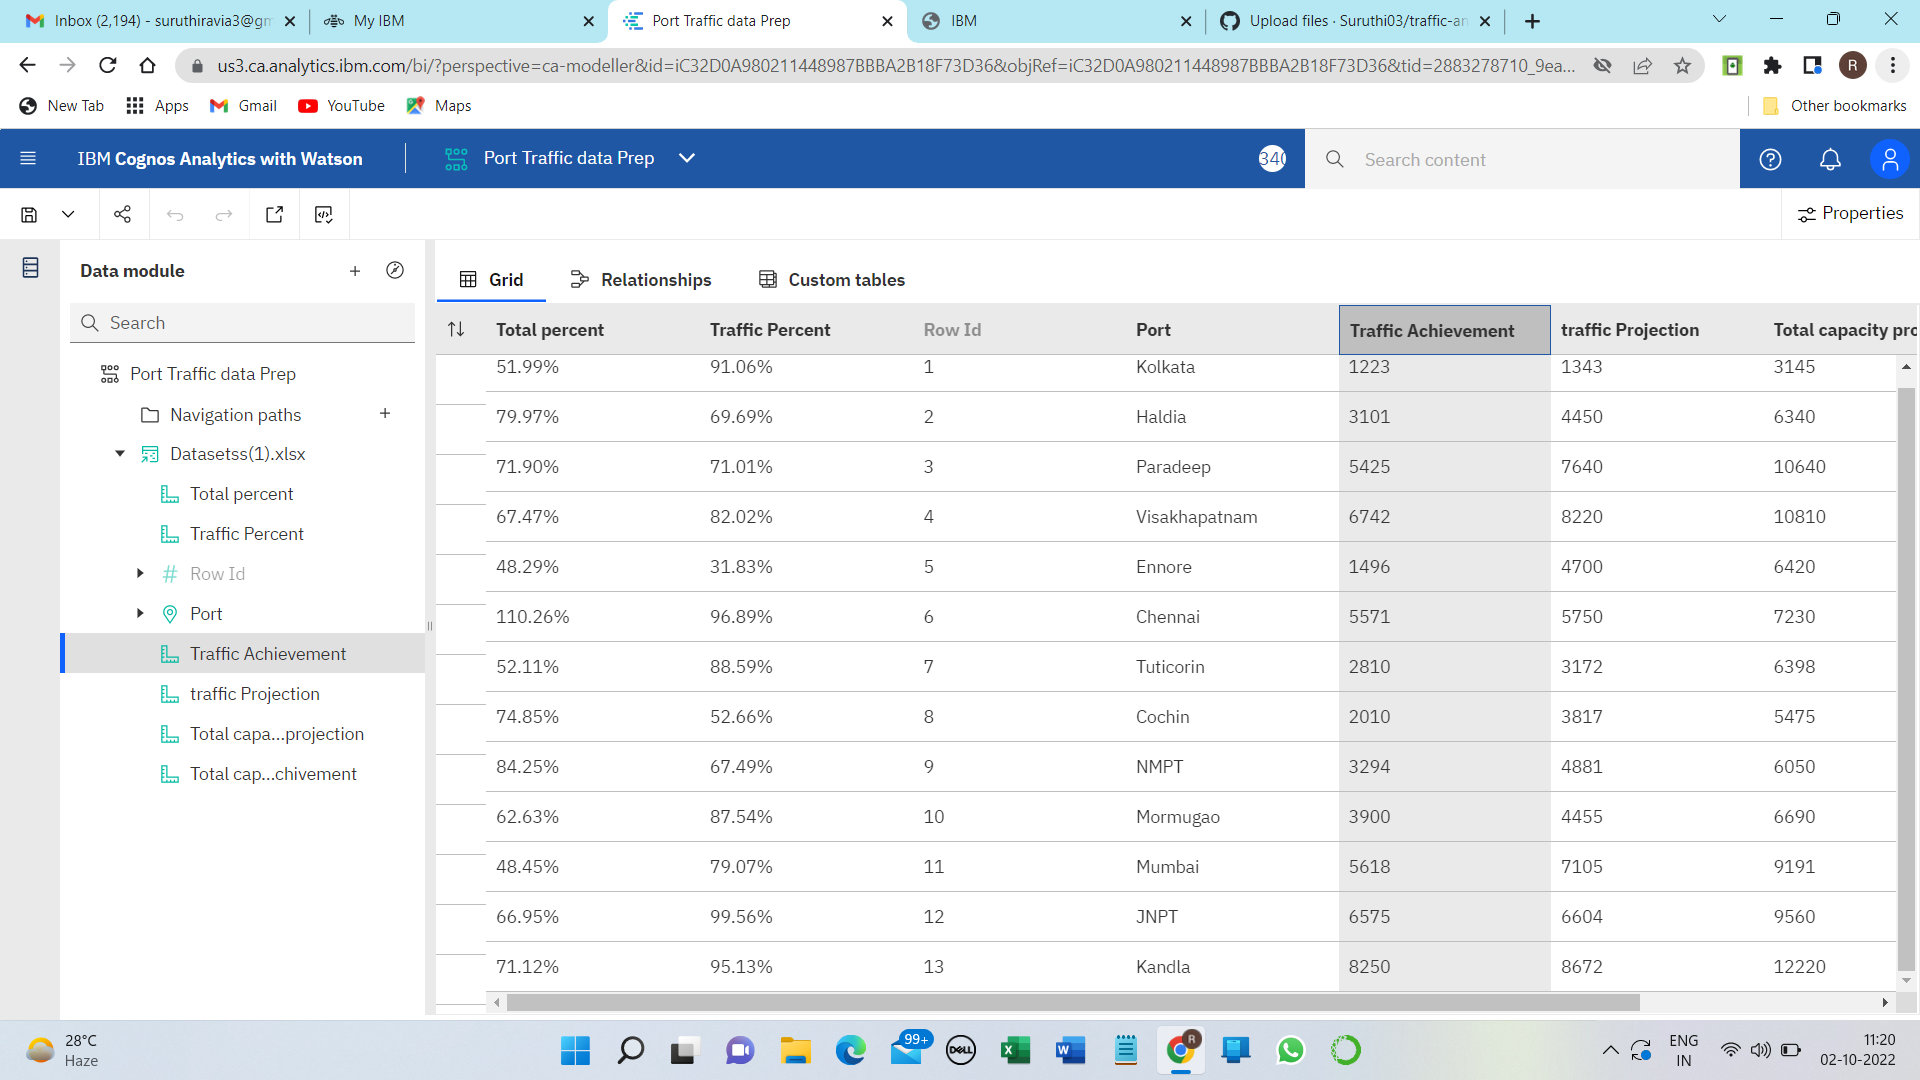 Inbox (2,194) - suruthiravia3@gm
My IBM
Port Traffic data Prep
IBM
Upload files · Suruthi03/traffic-an
us3.ca.analytics.ibm.com/bi/?perspective=ca-modeller&id=iC32D0A980211448987BBBA2B18F73D36&objRef=iC32D0A980211448987BBBA2B18F73D36&tid=2883278710_9ea...
R
New Tab
Apps
Gmail
YouTube
Maps
Other bookmarks
IBM Cognos Analytics with Watson
Port Traffic data Prep
340
Search content
Properties
Data module
Search
Port Traffic data Prep
Navigation paths
Datasetss(1).xlsx
Total percent
Traffic Percent
Row Id
Port
Traffic Achievement
traffic Projection
Total capa...projection
Total cap...chivement
Grid
Relationships
Custom tables
Total percent Traffic Percent Row Id Port Traffic Achievement traffic Projection Total capacity pro
51.99% 91.06% 1 Kolkata 1223 1343 3145
79.97% 69.69% 2 Haldia 3101 4450 6340
71.90% 71.01% 3 Paradeep 5425 7640 10640
67.47% 82.02% 4 Visakhapatnam 6742 8220 10810
48.29% 31.83% 5 Ennore 1496 4700 6420
110.26% 96.89% 6 Chennai 5571 5750 7230
52.11% 88.59% 7 Tuticorin 2810 3172 6398
74.85% 52.66% 8 Cochin 2010 3817 5475
84.25% 67.49% 9 NMPT 3294 4881 6050
62.63% 87.54% 10 Mormugao 3900 4455 6690
48.45% 79.07% 11 Mumbai 5618 7105 9191
66.95% 99.56% 12 JNPT 6575 6604 9560
71.12% 95.13% 13 Kandla 8250 8672 12220
28°C
Haze
99+
DELL
R
ENG
IN
11:20
02-10-2022